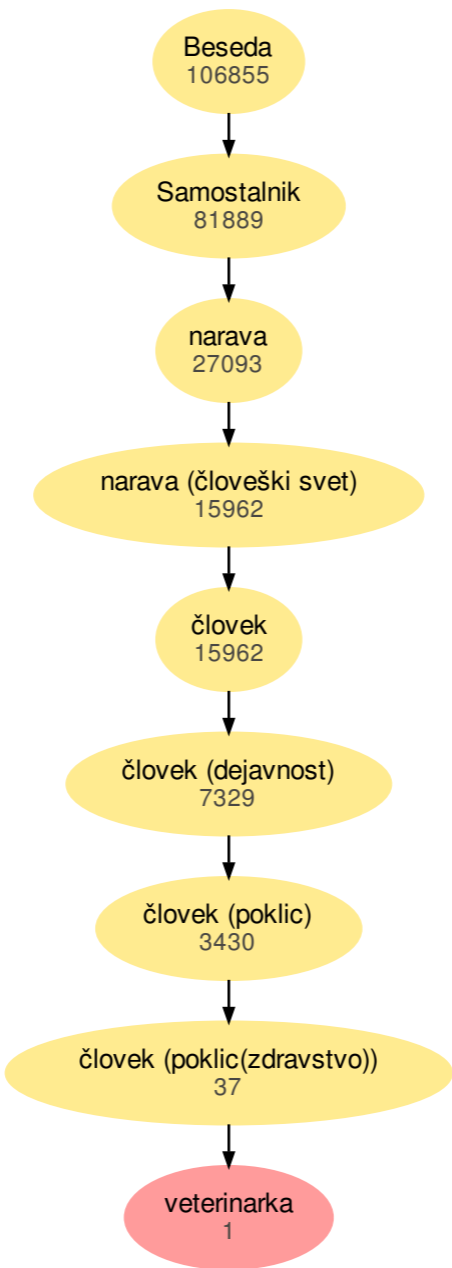 Beseda
106855
Samostalnik
81889
narava
27093
narava (človeški svet)
15962
človek
15962
človek (dejavnost)
7329
človek (poklic)
3430
človek (poklic(zdravstvo))
37
veterinarka
1